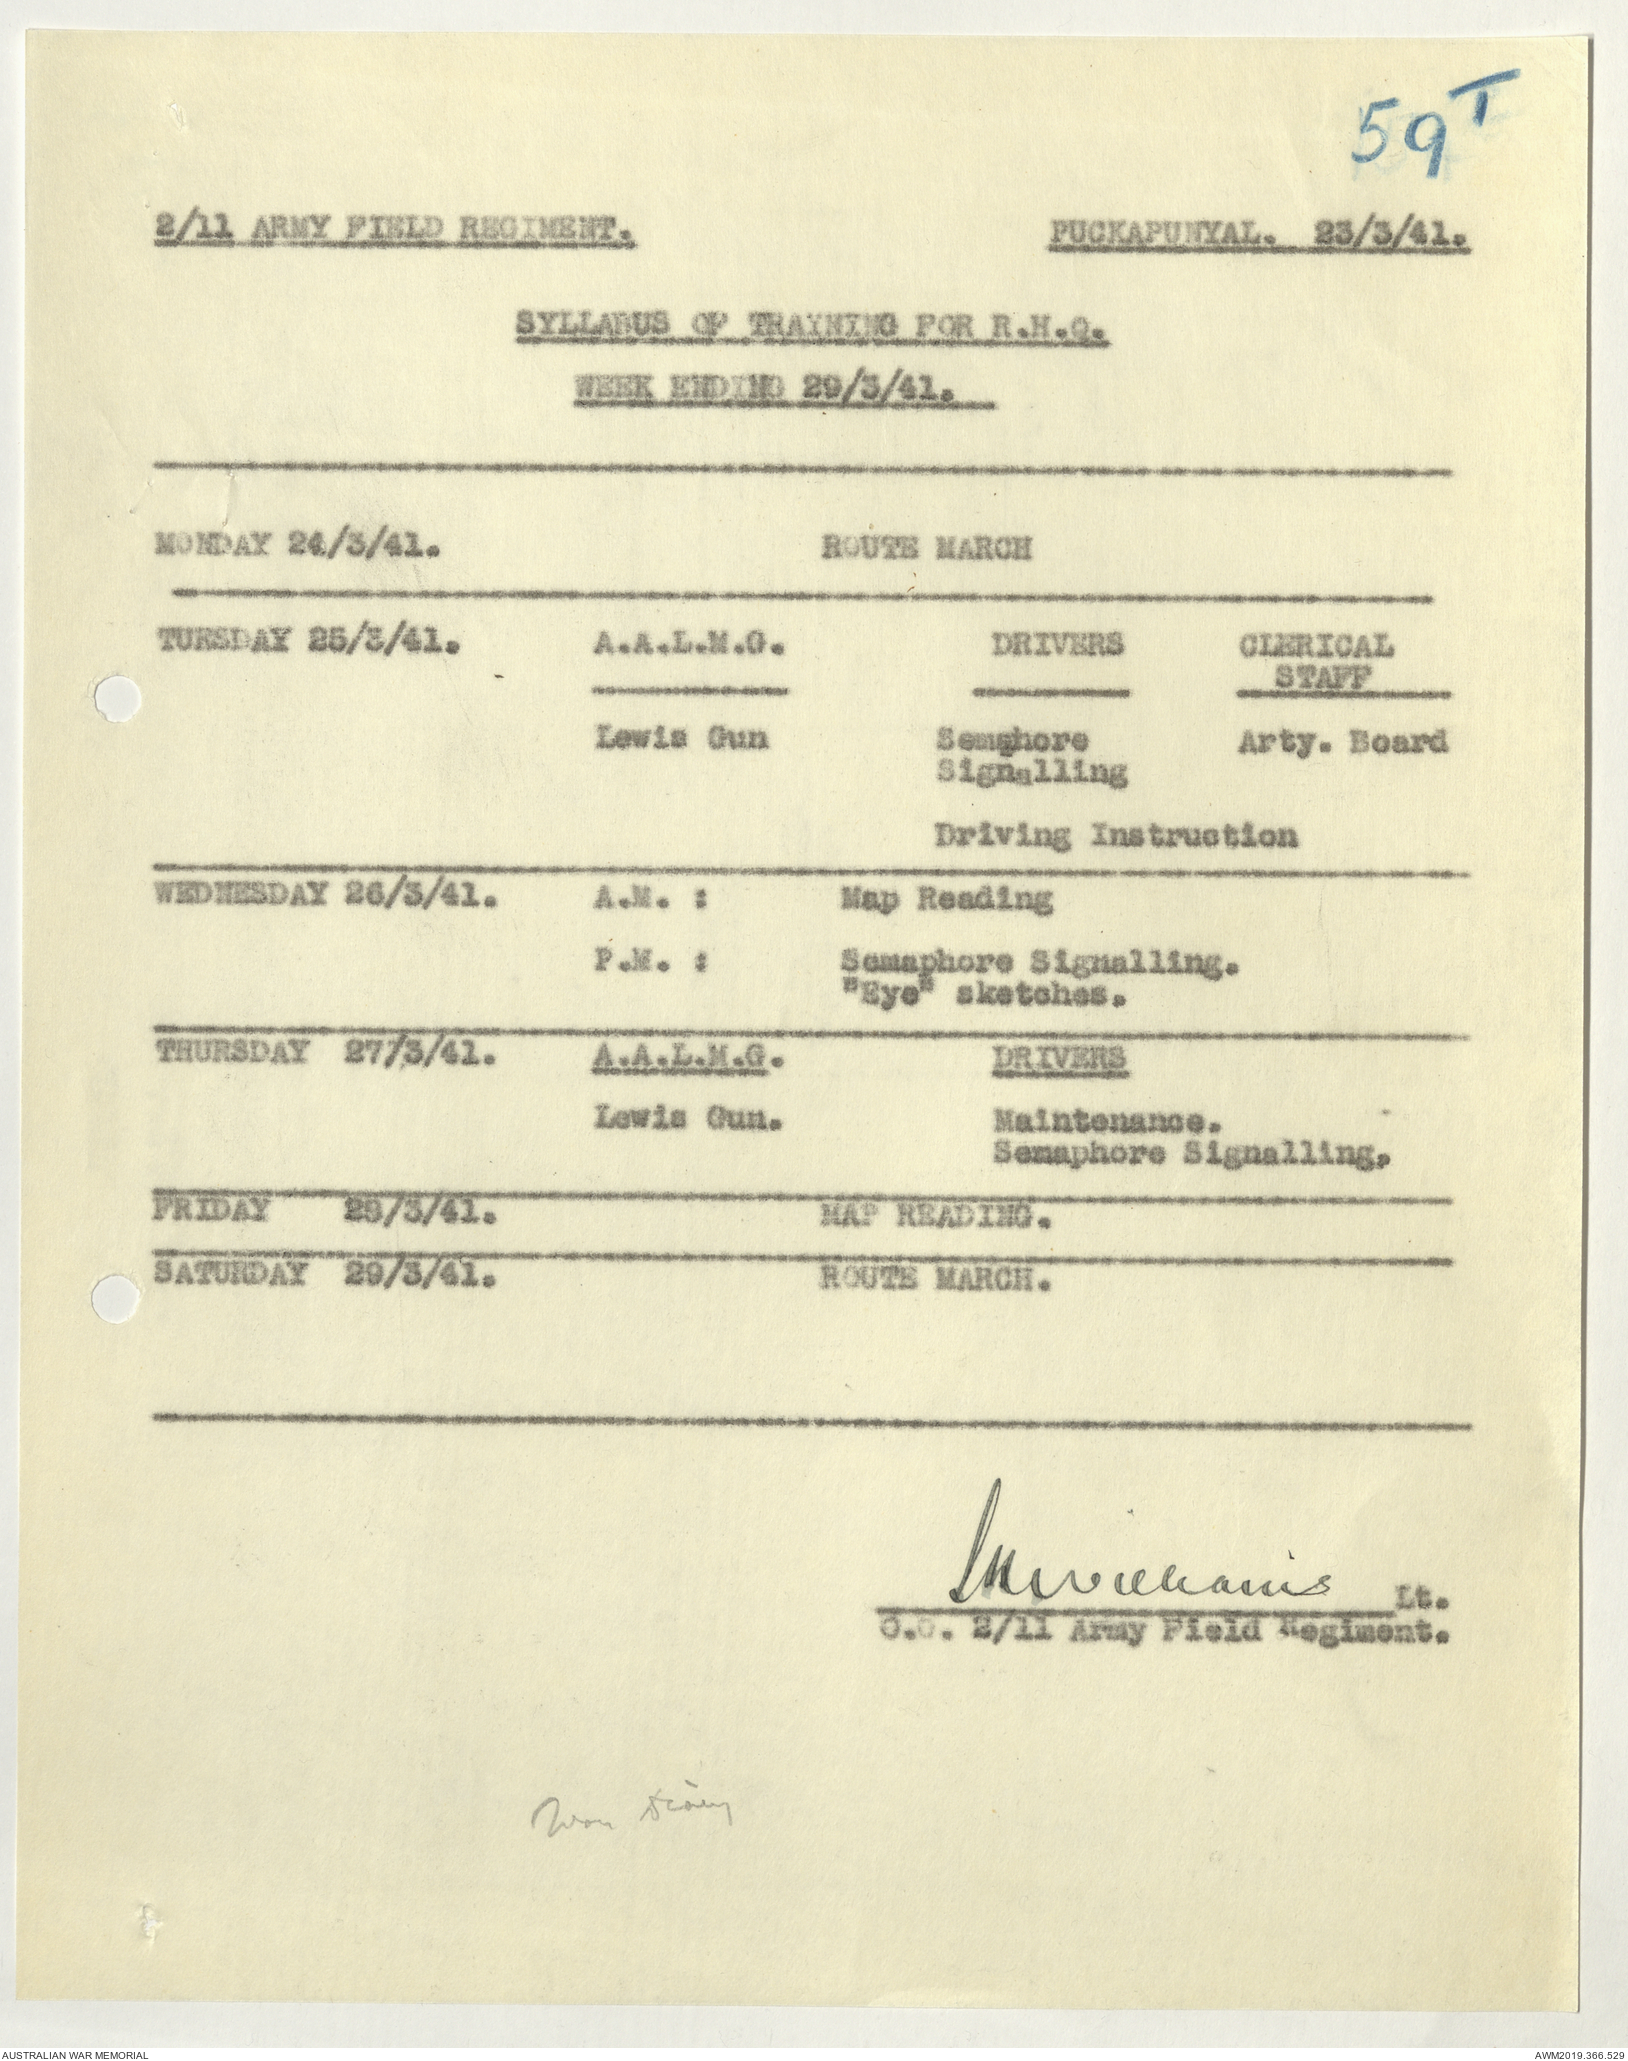 59T
2/11 ARMY FIELD REGIMENT. PUCKAPUNYAL. 23/3/41.
SYLLABUS OF TRAINING FOR R.H.Q.
WEEK ENDING 29/3/41.
MONDAY 24/3/41. ROUTE MARCH
TUESDAY 25/3/41. A.A.L.M.G. DRIVERS CLERICAL
STAFF
Lewis Gun Semphore Arty. Board
Signalling
Driving Instruction
WEDNESDAY 26/3/41. A.M. : Map Reading
P.M. : Semaphore Signalling.
"Eye" sketches.
THURSDAY 27/3/41. A.A.L.M.G. DRIVERS
Lewis Gun. Maintenance.
Semaphore Signalling.
FRIDAY 28/3/41. MAP READING.
SATURDAY 29/3/41. ROUTE MARCH.
Williams Lt.
2/11 Army Field Regiment.
War Diary
AUSTRALIAN WAR MEMORIAL AWM2019.366.529